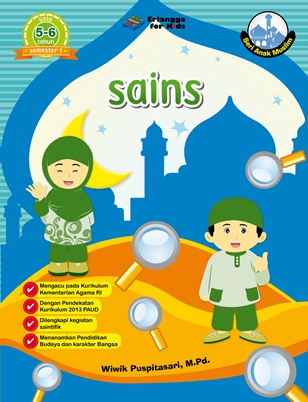 usia
5-6
tahun
semester 1
Erlangga
for Kids
Seri Anak Muslim
sains
Mengacu pada Kurikulum
Kementerian Agama RI
Dengan Pendekatan
Kurikulum 2013 PAUD
Dilengkapi kegiatan
saintifik
Menanamkan Pendidikan
Budaya dan karakter Bangsa
Wiwik Puspitasari, M.Pd.